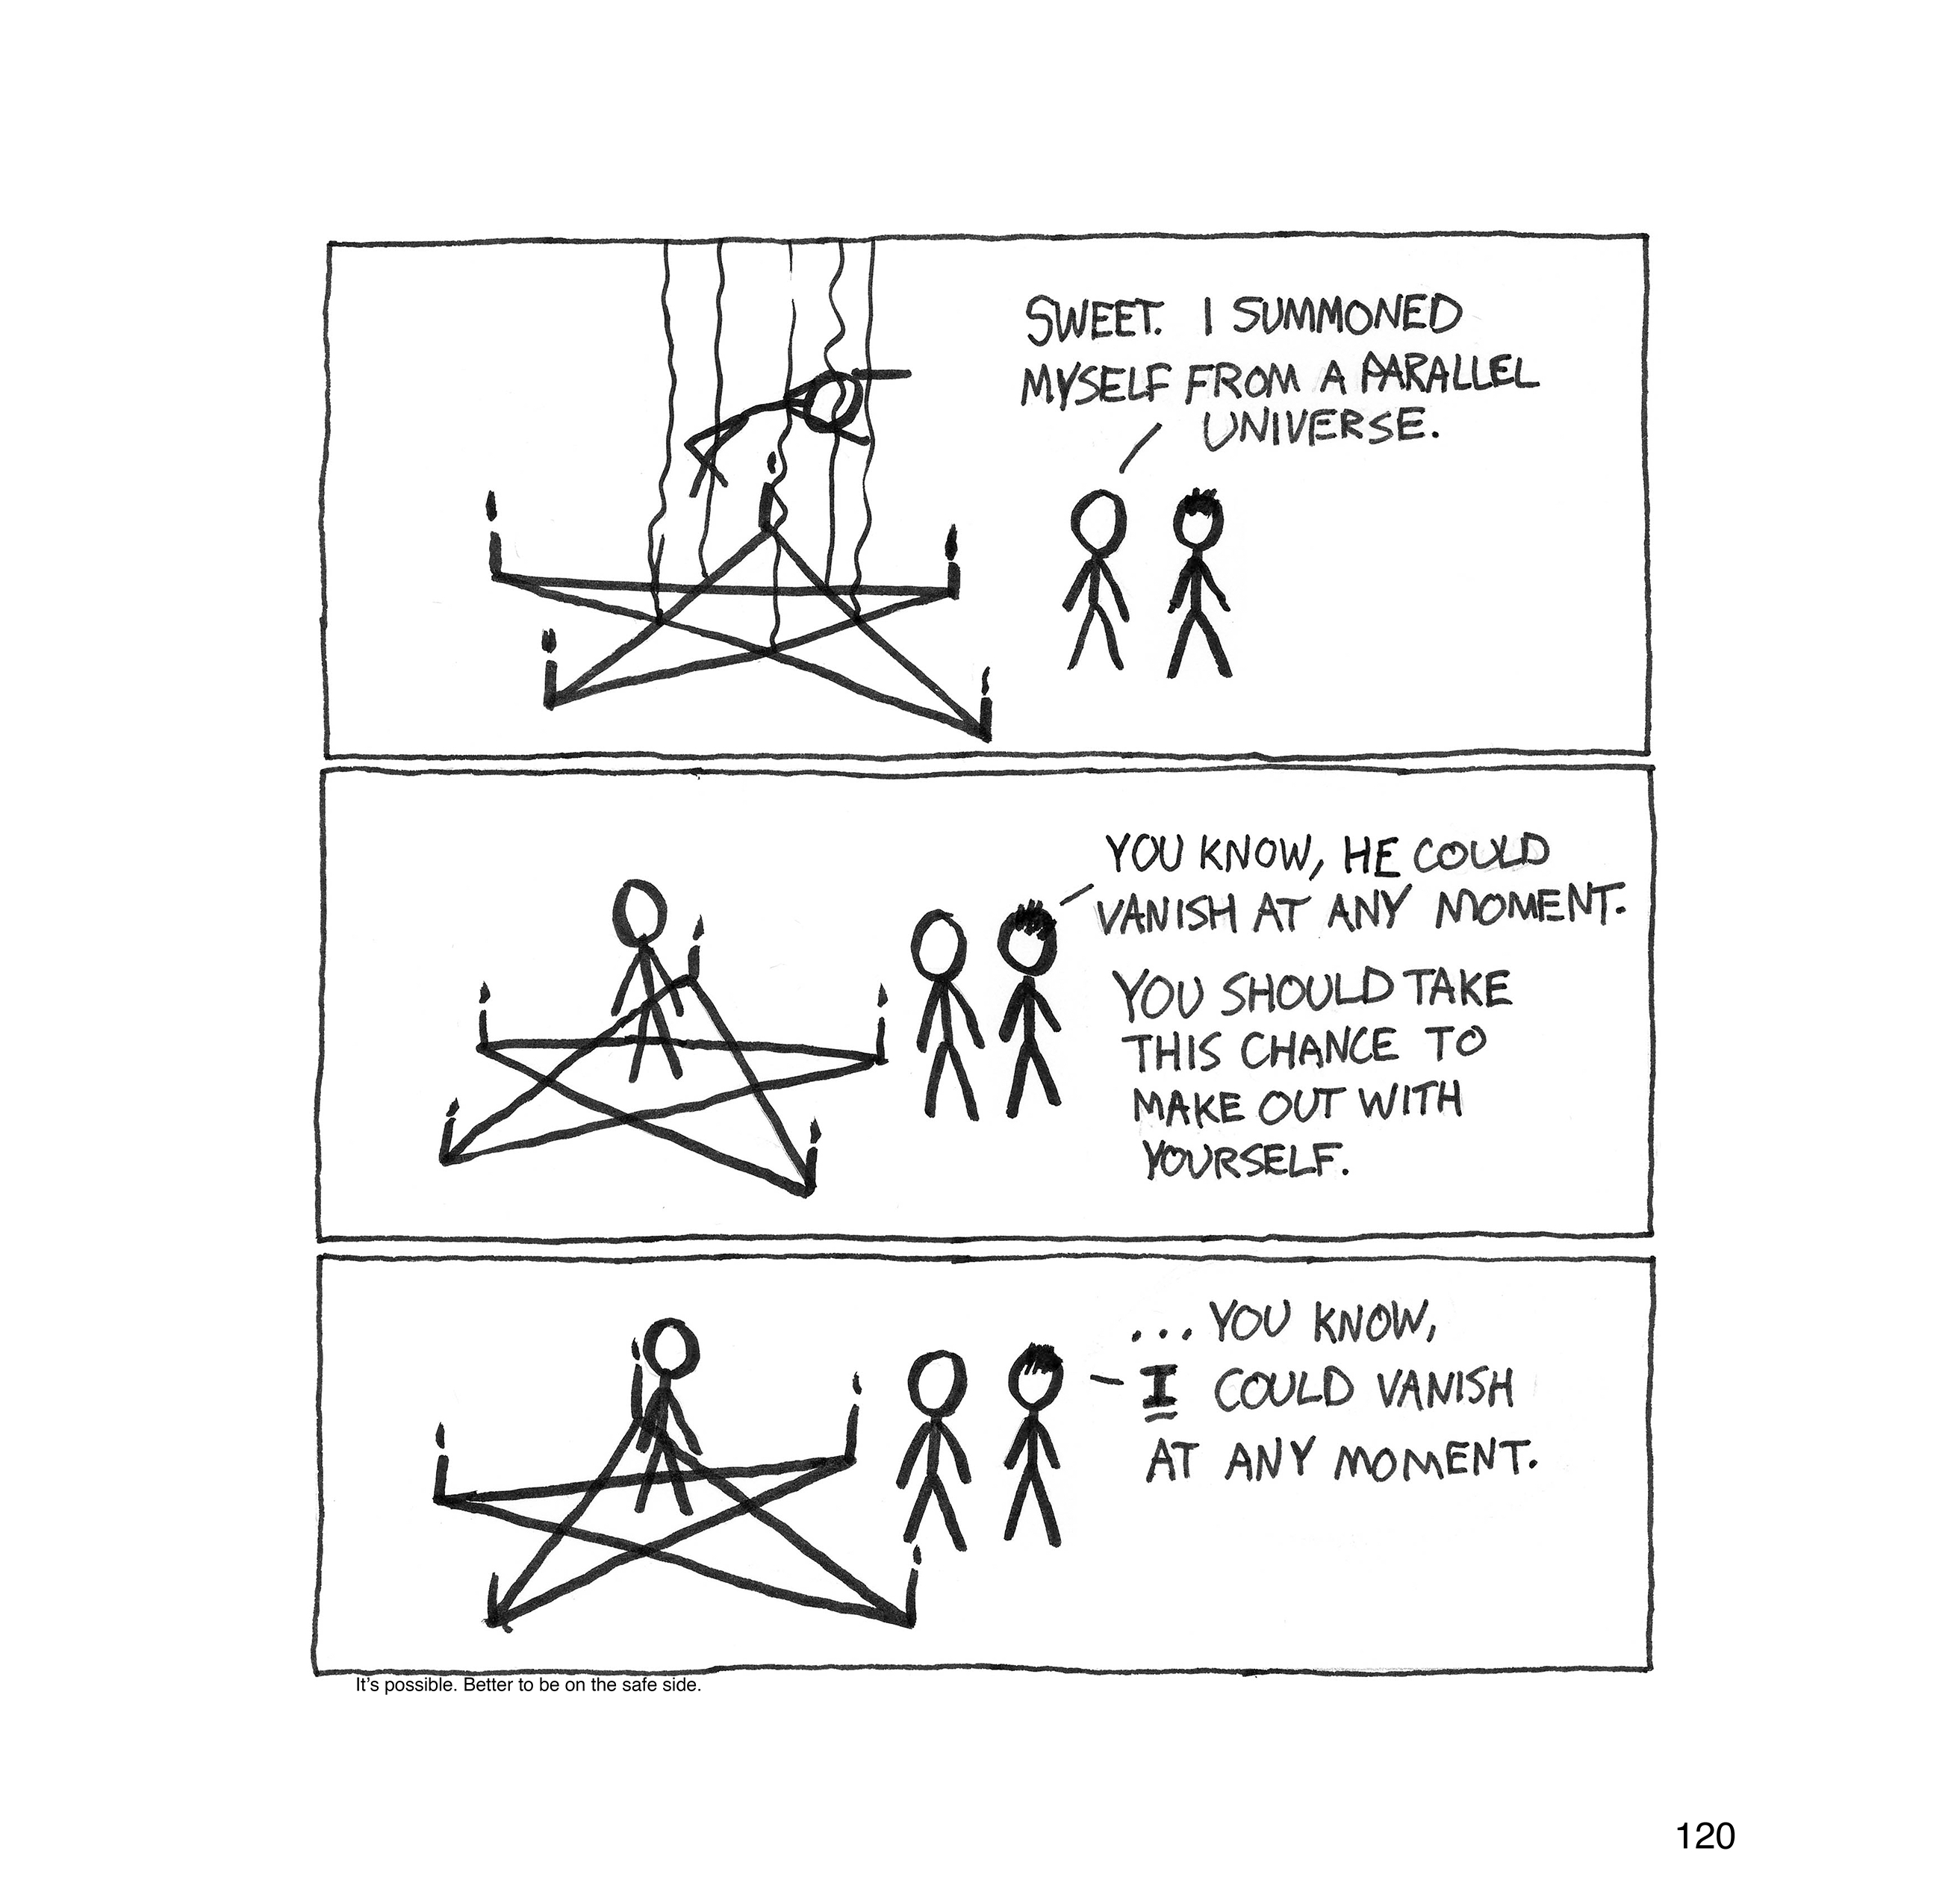 SWEET. I SUMMONED
MYSELF FROM A PARALLEL
UNIVERSE.
YOU KNOW, HE COULD
VANISH AT ANY MOMENT.
YOU SHOULD TAKE
THIS CHANCE TO
MAKE OUT WITH
YOURSELF.
...YOU KNOW,
I COULD VANISH
AT ANY MOMENT.
It's possible. Better to be on the safe side.
120